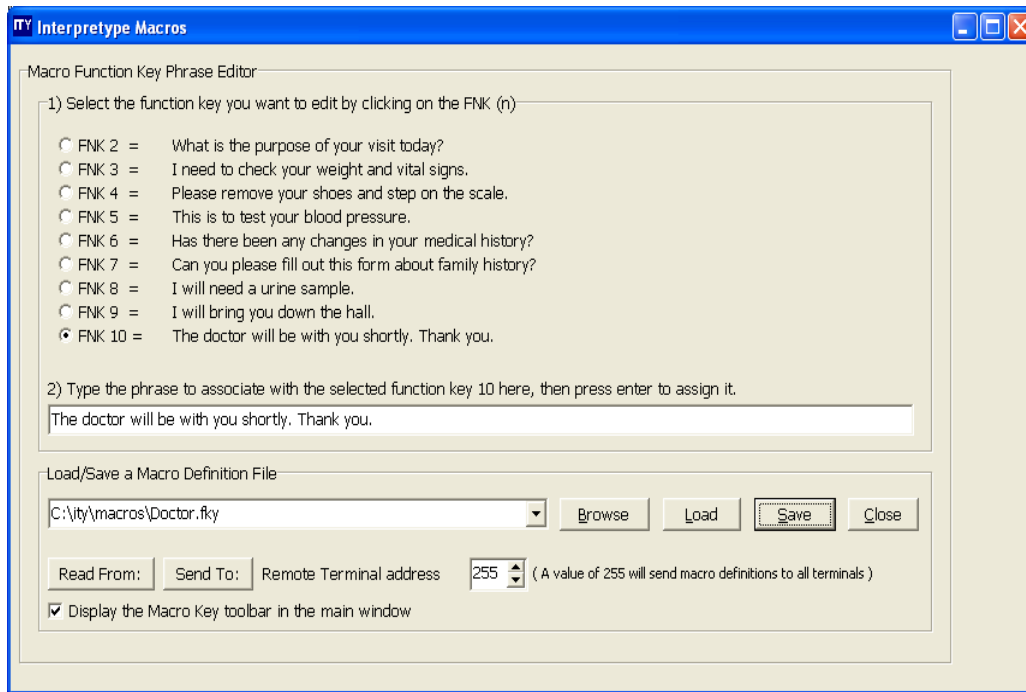 ITY Interpretype Macros
Macro Function Key Phrase Editor
1) Select the function key you want to edit by clicking on the FNK (n)
FNK 2 = What is the purpose of your visit today?
FNK 3 = I need to check your weight and vital signs.
FNK 4 = Please remove your shoes and step on the scale.
FNK 5 = This is to test your blood pressure.
FNK 6 = Has there been any changes in your medical history?
FNK 7 = Can you please fill out this form about family history?
FNK 8 = I will need a urine sample.
FNK 9 = I will bring you down the hall.
FNK 10 = The doctor will be with you shortly. Thank you.
2) Type the phrase to associate with the selected function key 10 here, then press enter to assign it.
The doctor will be with you shortly. Thank you.
Load/Save a Macro Definition File
C:\ity\macros\Doctor.fky Browse Load Save Close
Read From: Send To: Remote Terminal address 255 ( A value of 255 will send macro definitions to all terminals )
Display the Macro Key toolbar in the main window